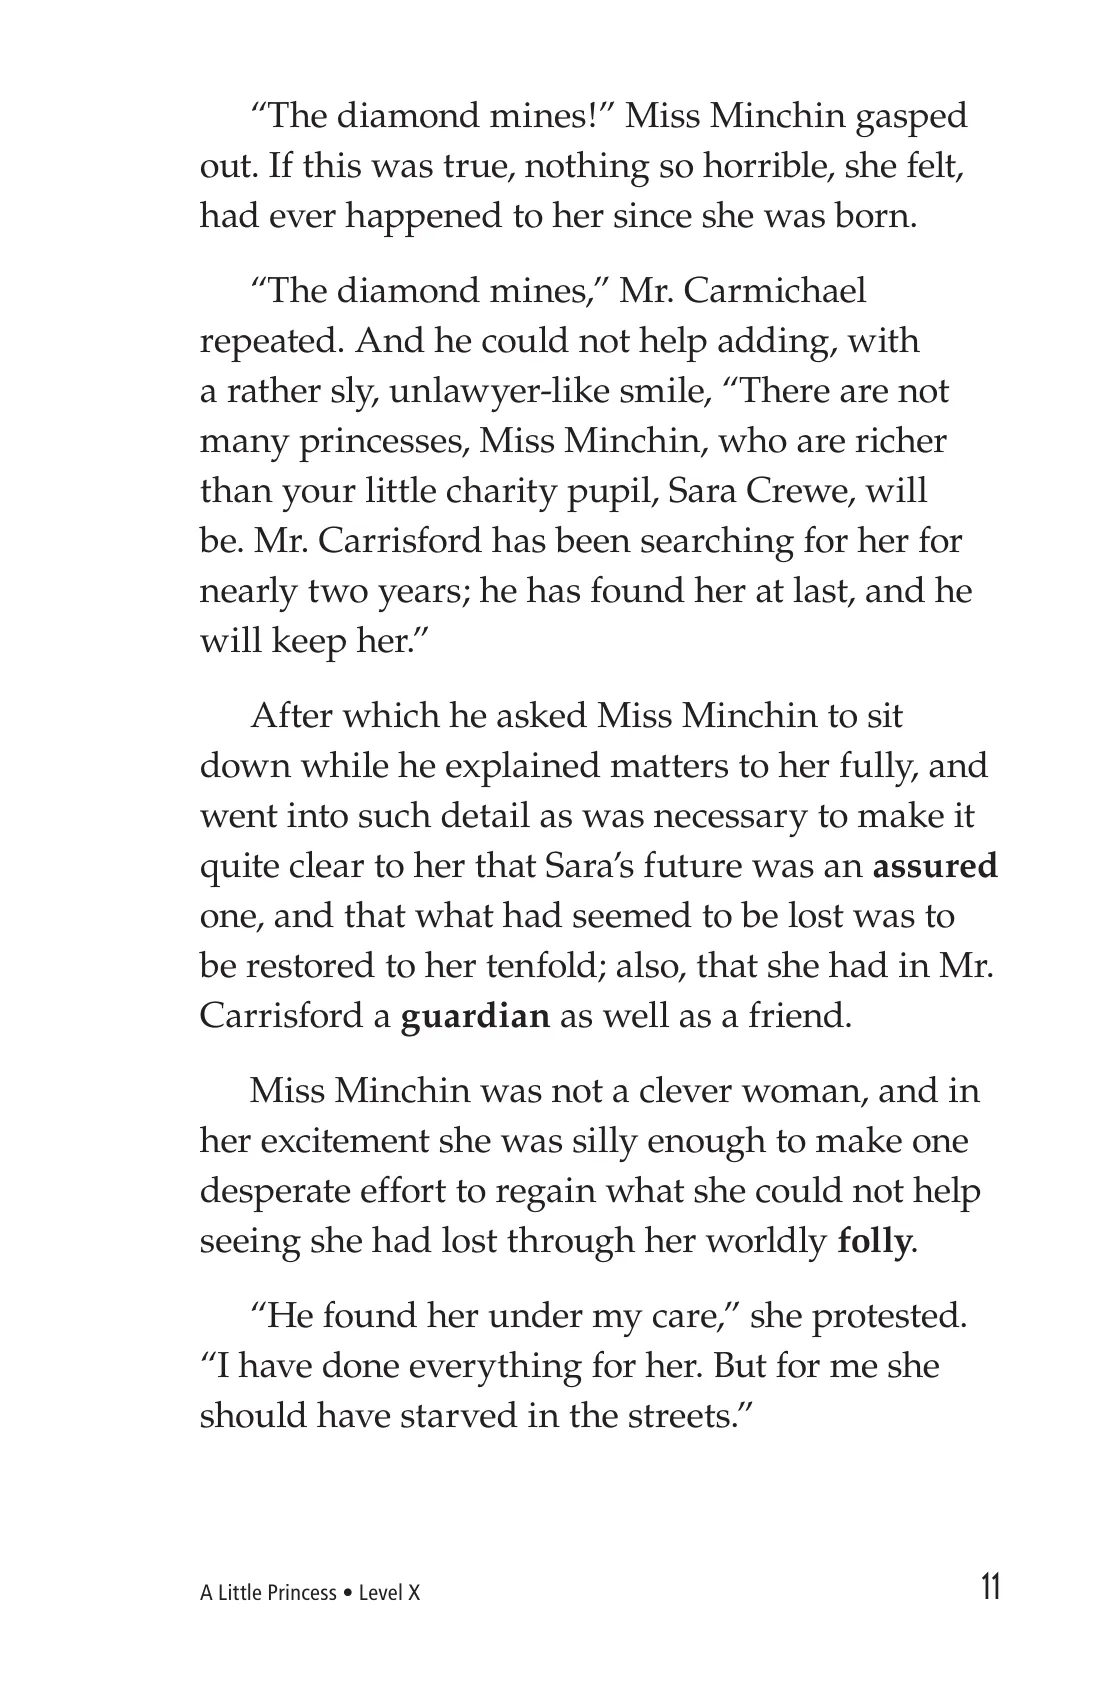 “The diamond mines!” Miss Minchin gasped
out. If this was true, nothing so horrible, she felt,
had ever happened to her since she was born.
“The diamond mines,” Mr. Carmichael
repeated. And he could not help adding, with
a rather sly, unlawyer-like smile, “There are not
many princesses, Miss Minchin, who are richer
than your little charity pupil, Sara Crewe, will
be. Mr. Carrisford has been searching for her for
nearly two years; he has found her at last, and he
will keep her.”
After which he asked Miss Minchin to sit
down while he explained matters to her fully, and
went into such detail as was necessary to make it
quite clear to her that Sara’s future was an assured
one, and that what had seemed to be lost was to
be restored to her tenfold; also, that she had in Mr.
Carrisford a guardian as well as a friend.
Miss Minchin was not a clever woman, and in
her excitement she was silly enough to make one
desperate effort to regain what she could not help
seeing she had lost through her worldly folly.
“He found her under my care,” she protested.
“I have done everything for her. But for me she
should have starved in the streets.”
A Little Princess • Level X 11